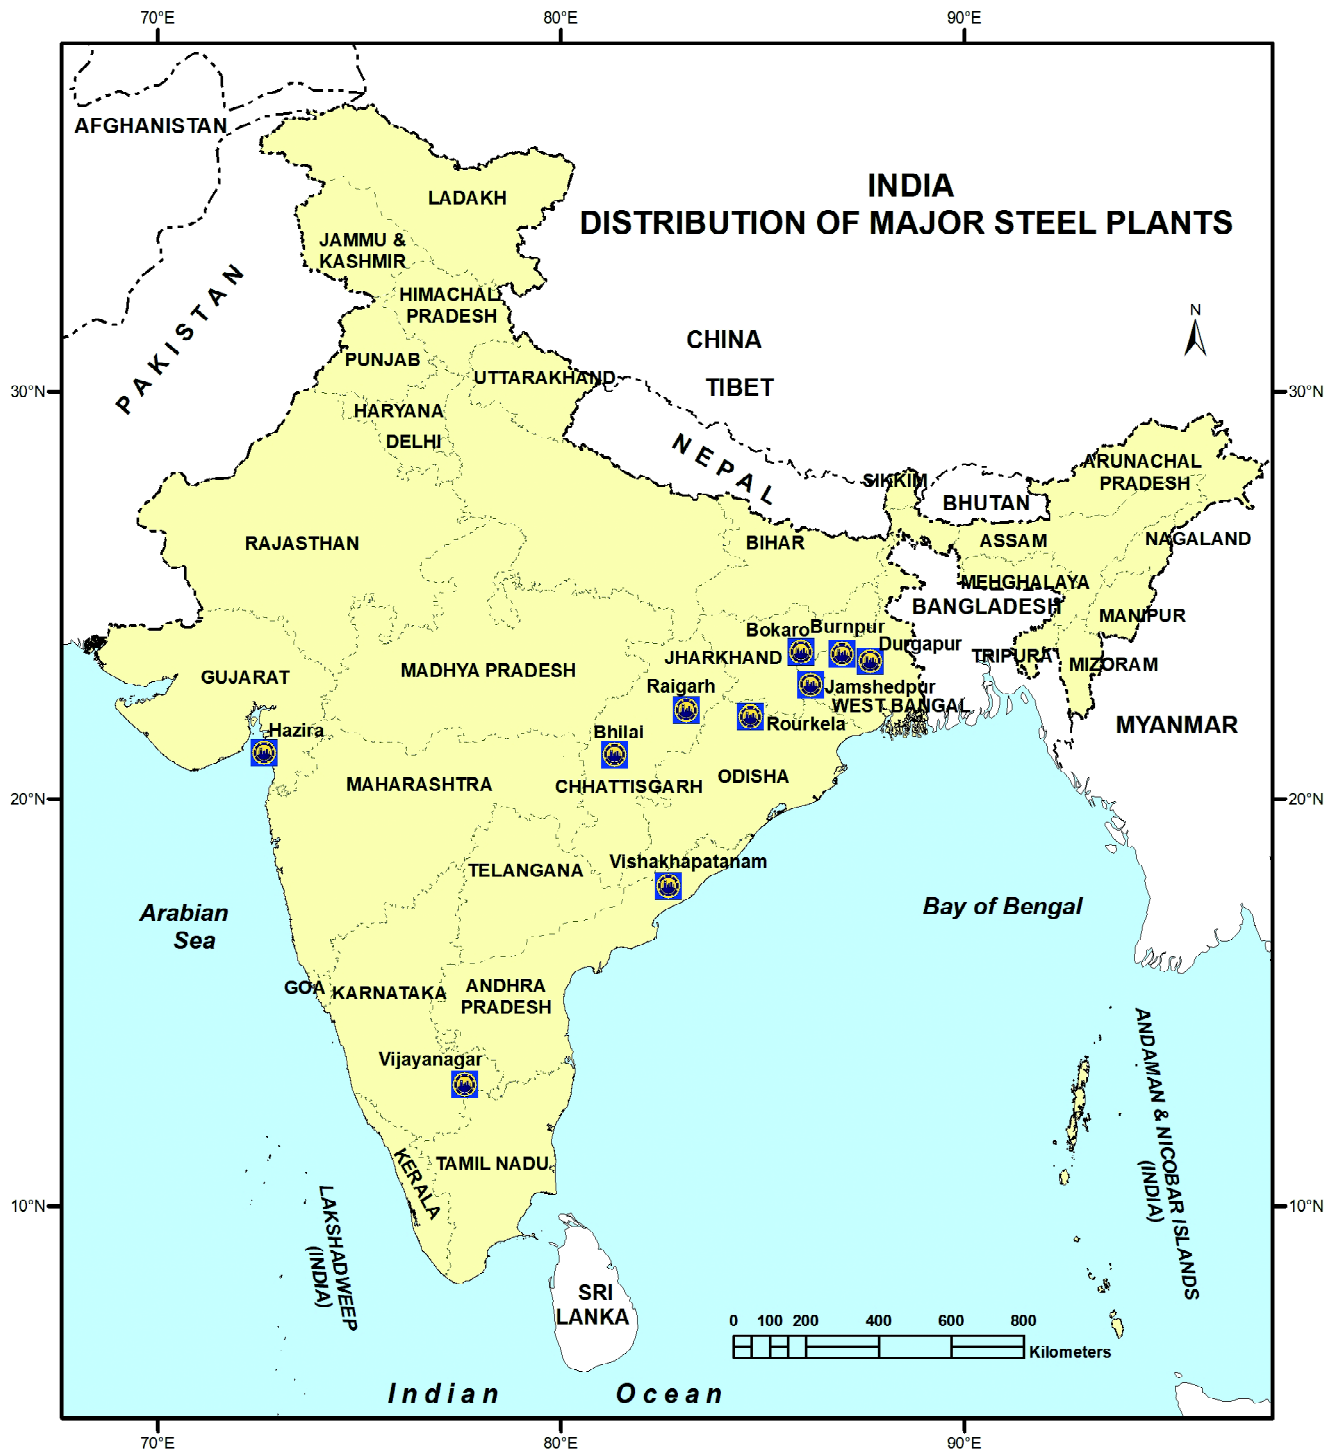 70°E 80°E 90°E
AFGHANISTAN
INDIA
DISTRIBUTION OF MAJOR STEEL PLANTS
LADAKH
JAMMU &
KASHMIR
PAKISTAN
HIMACHAL
PRADESH
N
CHINA
TIBET
PUNJAB
UTTARAKHAND
30°N 30°N
HARYANA
DELHI
NEPAL
SIKKIM
BHUTAN
ARUNACHAL
PRADESH
RAJASTHAN
BIHAR
ASSAM
NAGALAND
MEHGHALAYA
BANGLADESH
MANIPUR
Bokaro
Burnpur
Durgapur
JHARKHAND
TRIPURA
MIZORAM
GUJARAT
MADHYA PRADESH
Raigarh
Jamshedpur
WEST BANGAL
Rourkela
MYANMAR
Hazira
Bhilai
MAHARASHTRA
CHHATTISGARH
ODISHA
20°N 20°N
Vishakhapatanam
TELANGANA
Arabian
Sea
Bay of Bengal
GOA
KARNATAKA
ANDHRA
PRADESH
Vijayanagar
ANDAMAN & NICOBAR ISLANDS
(INDIA)
KERALA
TAMIL NADU
10°N 10°N
LAKSHADWEEP
(INDIA)
SRI
LANKA
0 100 200 400 600 800
Kilometers
Indian Ocean
70°E 80°E 90°E